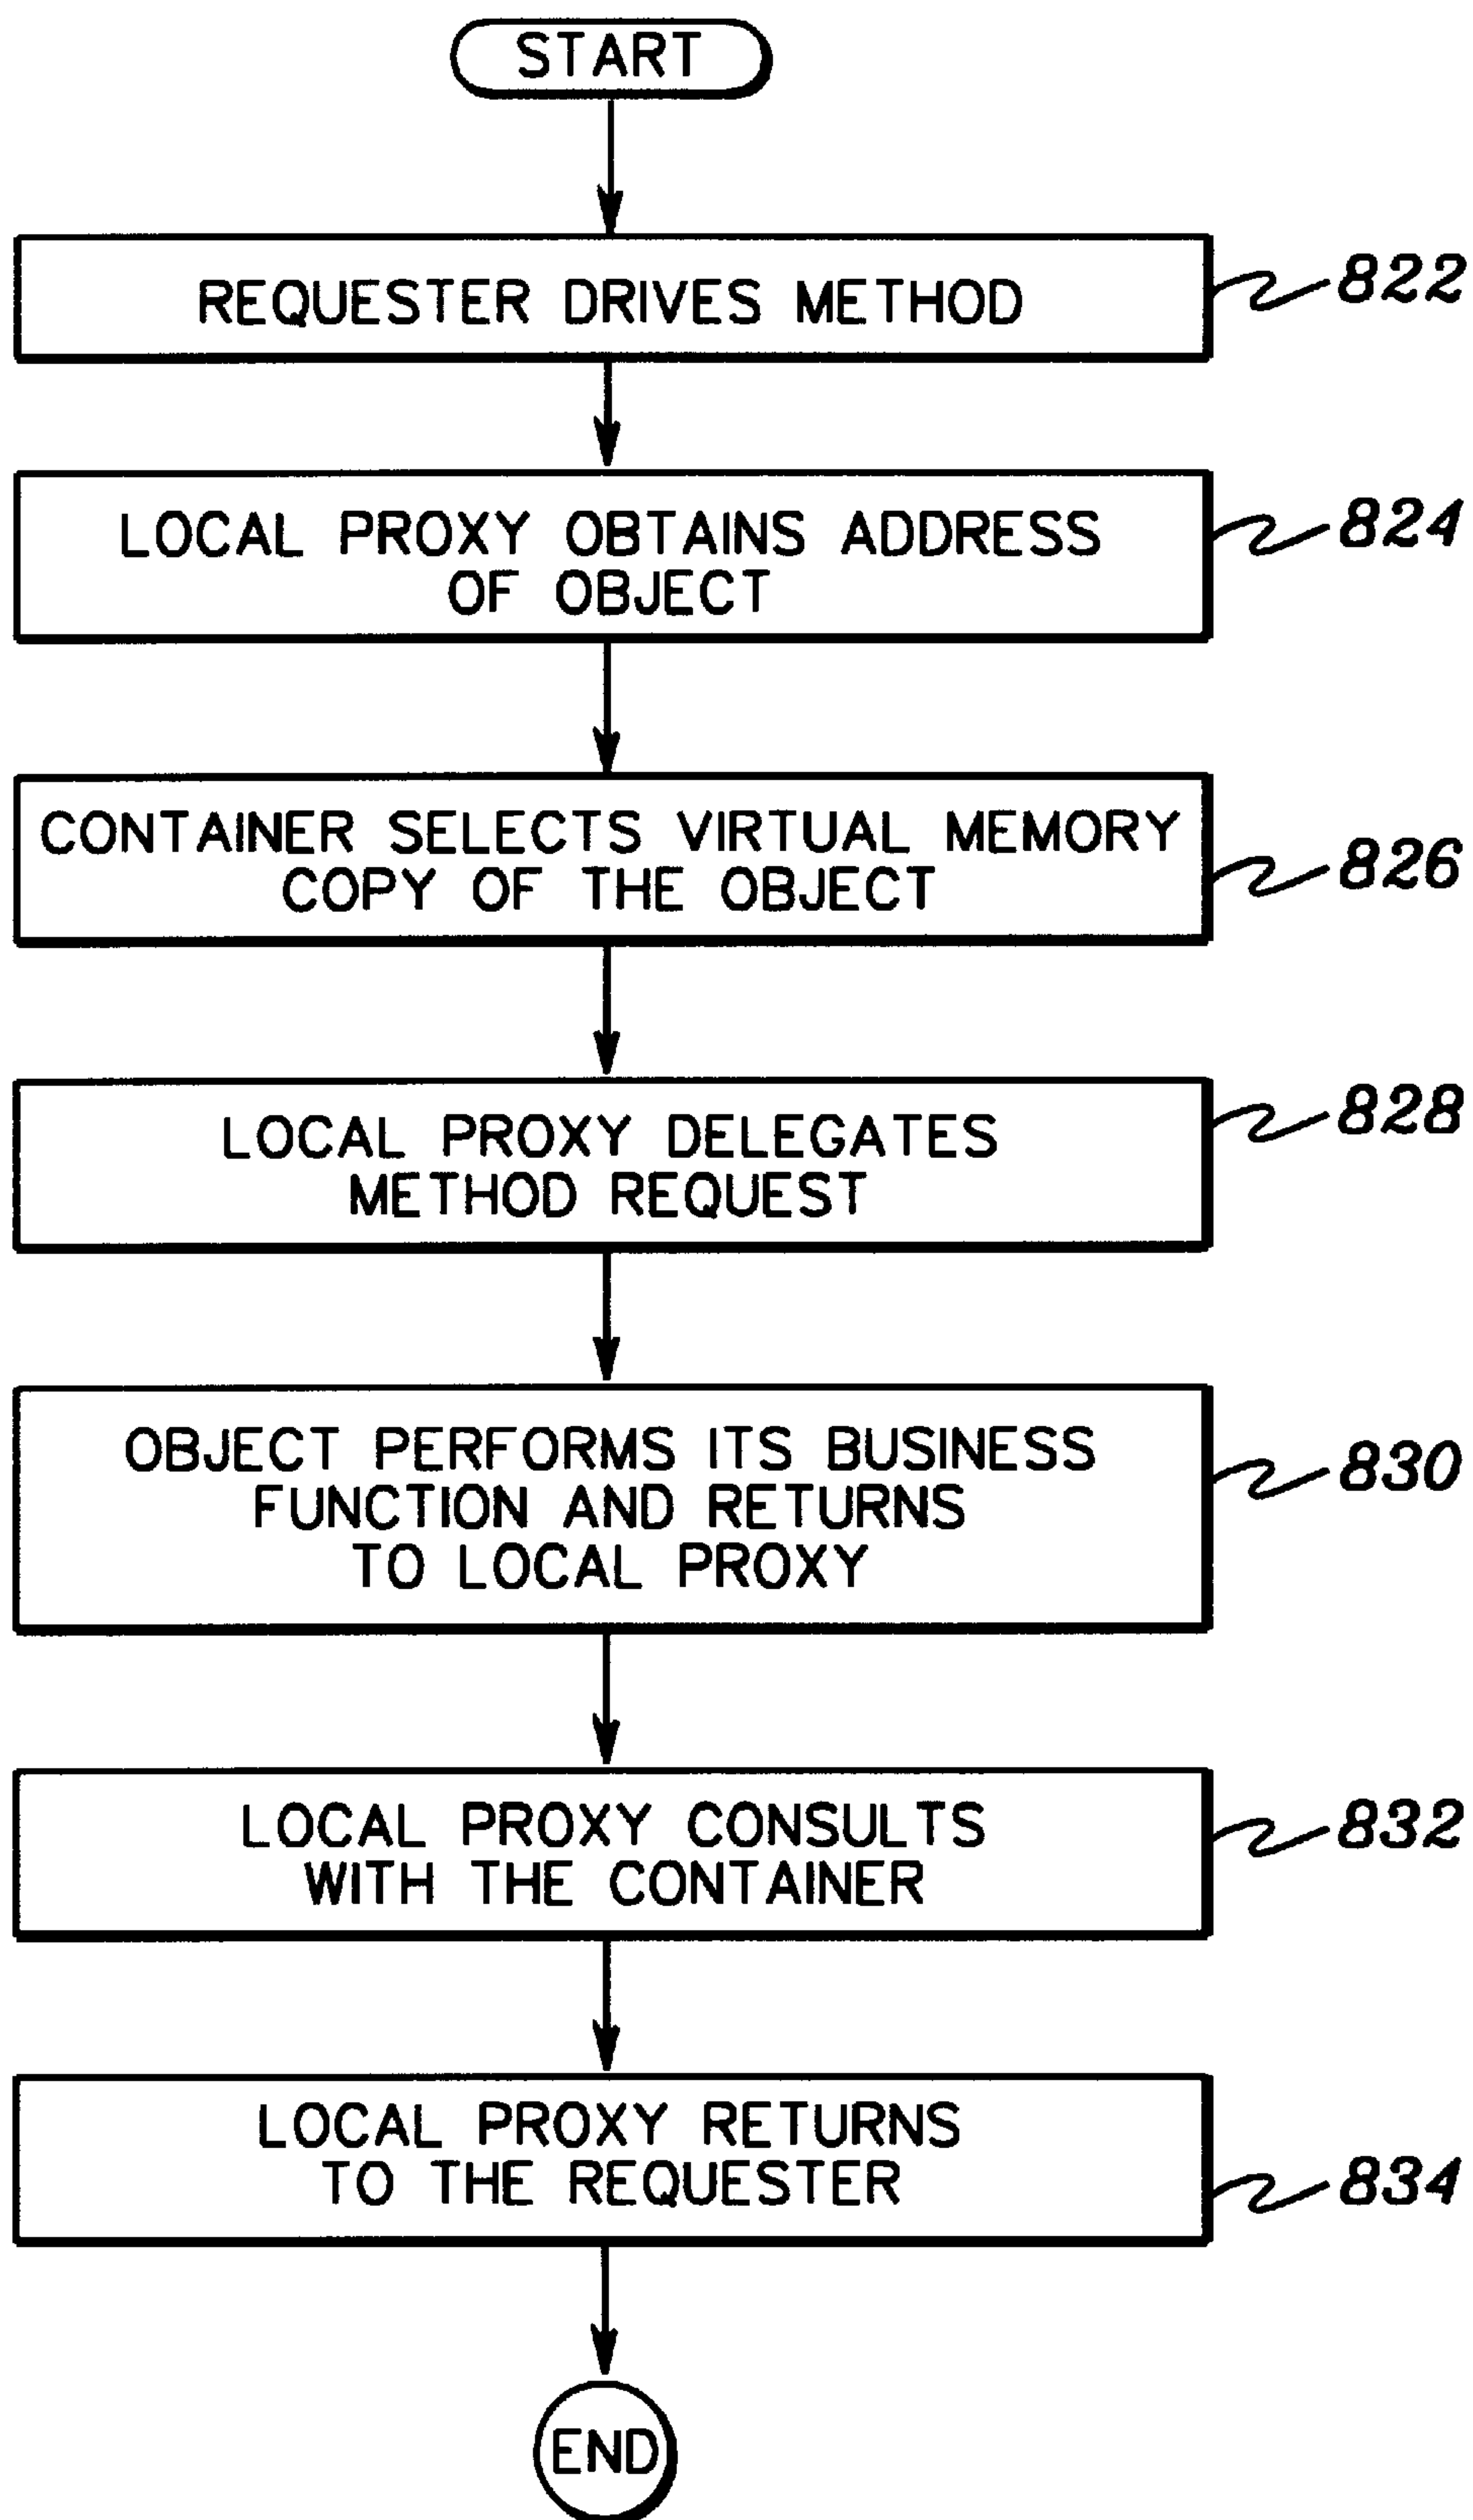 START
REQUESTER DRIVES METHOD
822
LOCAL PROXY OBTAINS ADDRESS
OF OBJECT
824
CONTAINER SELECTS VIRTUAL MEMORY
COPY OF THE OBJECT
826
LOCAL PROXY DELEGATES
METHOD REQUEST
828
OBJECT PERFORMS ITS BUSINESS
FUNCTION AND RETURNS
TO LOCAL PROXY
830
LOCAL PROXY CONSULTS
WITH THE CONTAINER
832
LOCAL PROXY RETURNS
TO THE REQUESTER
834
END